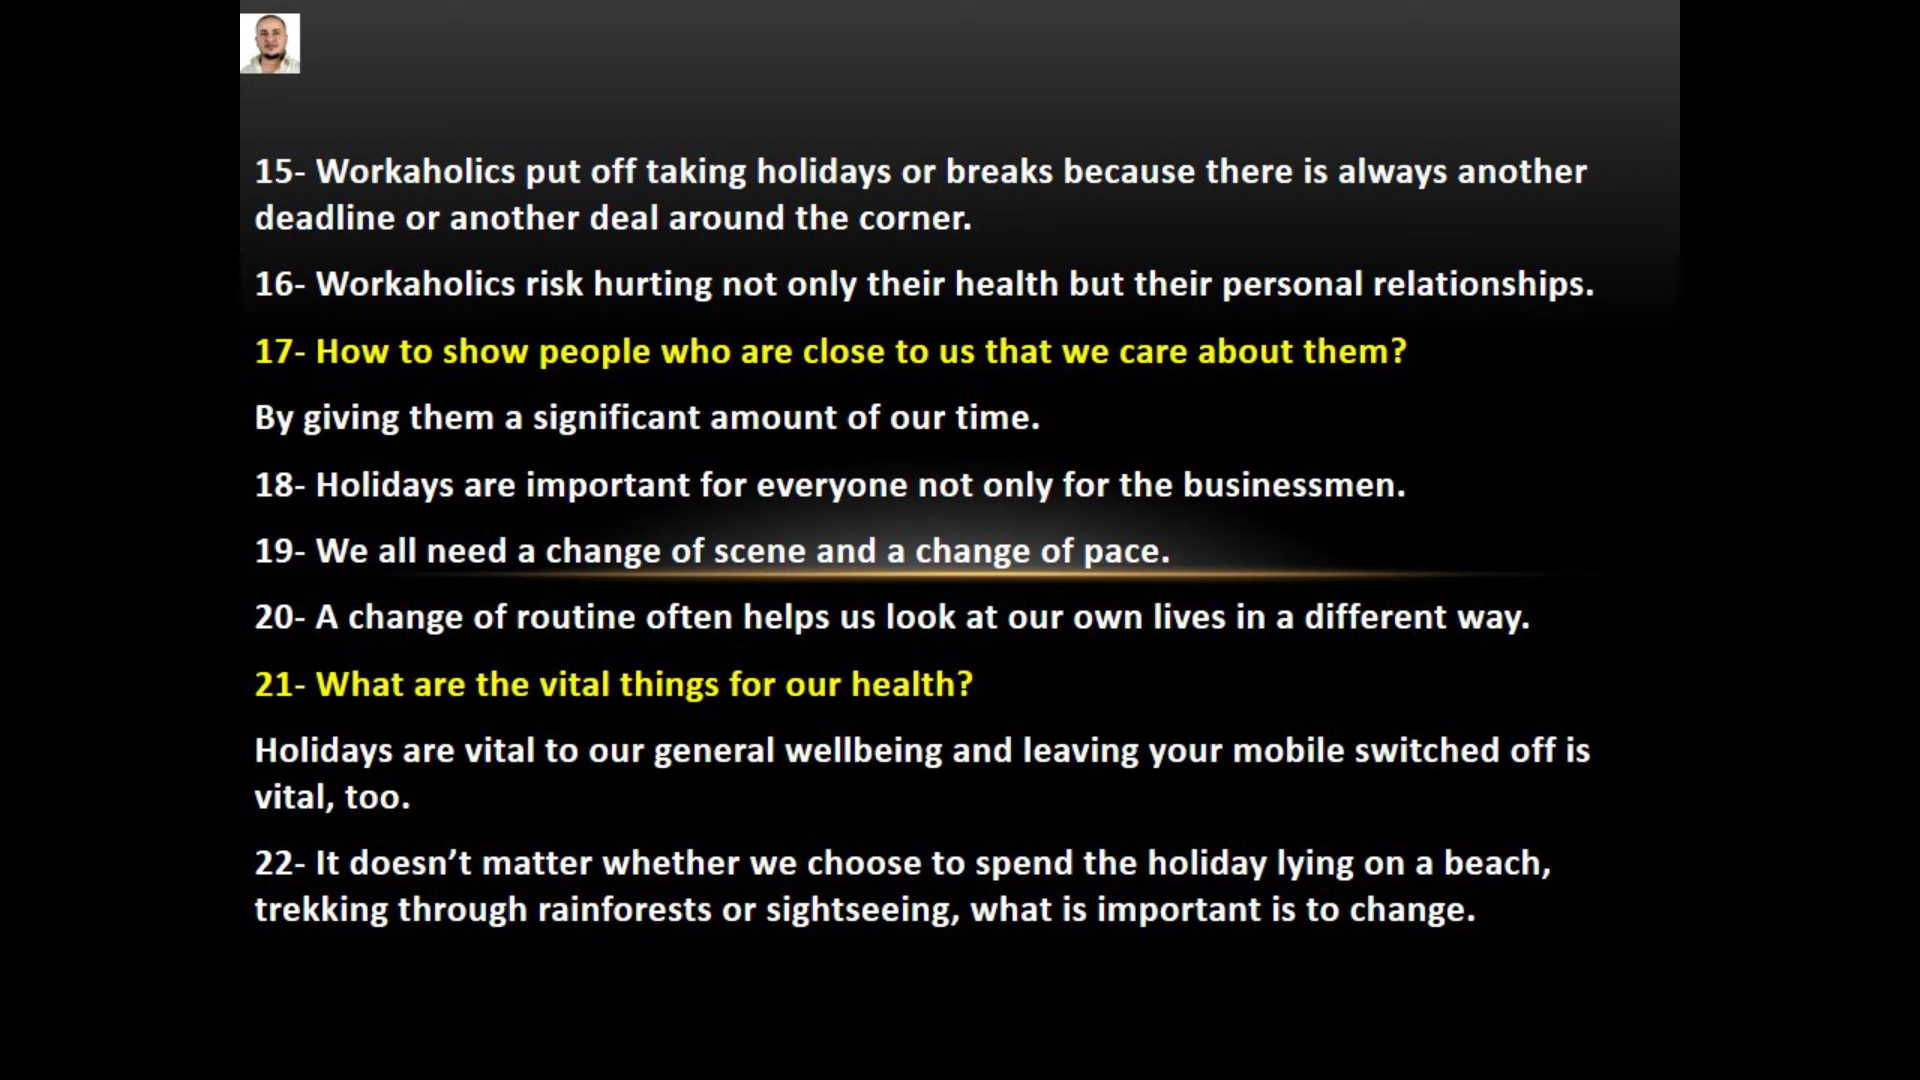 15- Workaholics put off taking holidays or breaks because there is always another
deadline or another deal around the corner.
16- Workaholics risk hurting not only their health but their personal relationships.
17- How to show people who are close to us that we care about them?
By giving them a significant amount of our time.
18- Holidays are important for everyone not only for the businessmen.
19- We all need a change of scene and a change of pace.
20- A change of routine often helps us look at our own lives in a different way.
21- What are the vital things for our health?
Holidays are vital to our general wellbeing and leaving your mobile switched off is
vital, too.
22- It doesn’t matter whether we choose to spend the holiday lying on a beach,
trekking through rainforests or sightseeing, what is important is to change.